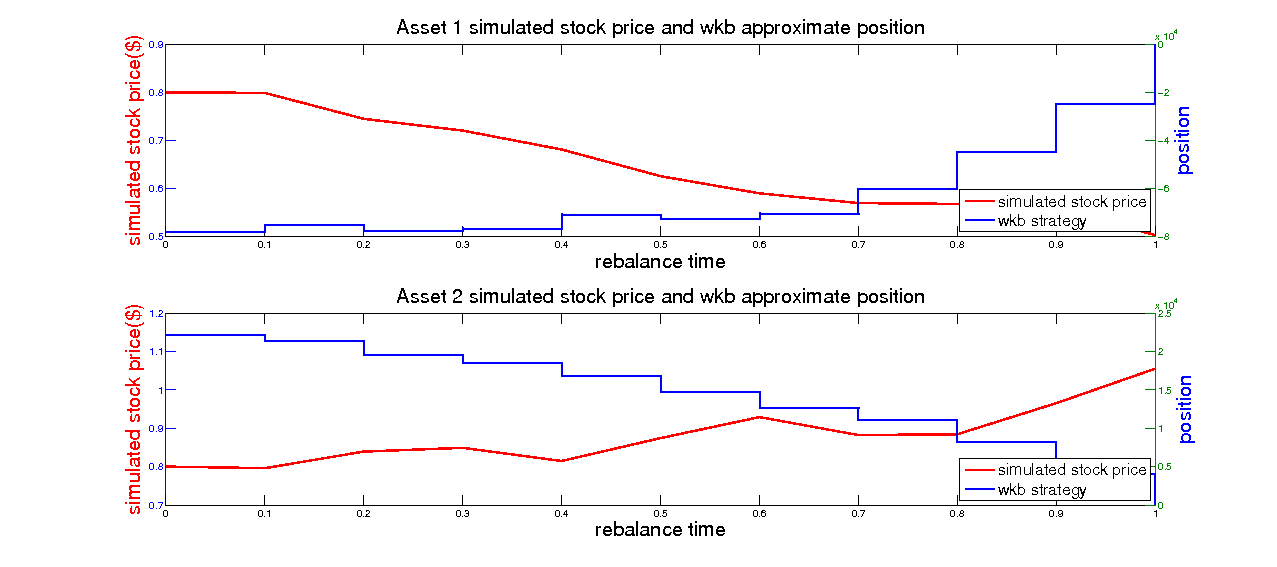 Asset 1 simulated stock price and wkb approximate position
x 10^4
simulated stock price($)
0.9
0.8
0.7
0.6
0.5
0
-2
-4
-6
-8
position
simulated stock price
wkb strategy
0 0.1 0.2 0.3 0.4 0.5 0.6 0.7 0.8 0.9 1
rebalance time
Asset 2 simulated stock price and wkb approximate position
x 10^4
simulated stock price($)
1.2
1.1
1
0.9
0.8
0.7
2.5
2
1.5
1
0.5
0
position
simulated stock price
wkb strategy
0 0.1 0.2 0.3 0.4 0.5 0.6 0.7 0.8 0.9 1
rebalance time